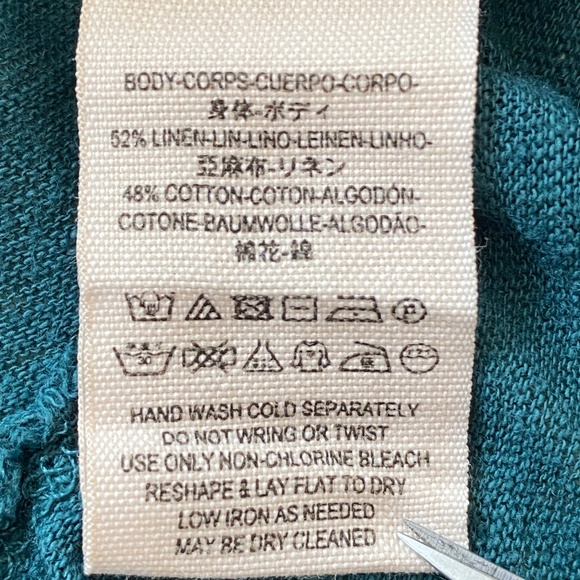 BODY-CORPS-CUERPO-CORPO-
身体-ボディ
52% LINEN-LIN-LINO-LEINEN-LINHO-
亞麻布-リネン
48% COTTON-COTON-ALGODÓN-
COTONE-BAUMWOLLE-ALGODÃO-
棉花-綿
P
30
低
HAND WASH COLD SEPARATELY
DO NOT WRING OR TWIST
USE ONLY NON-CHLORINE BLEACH
RESHAPE & LAY FLAT TO DRY
LOW IRON AS NEEDED
MAY BE DRY CLEANED